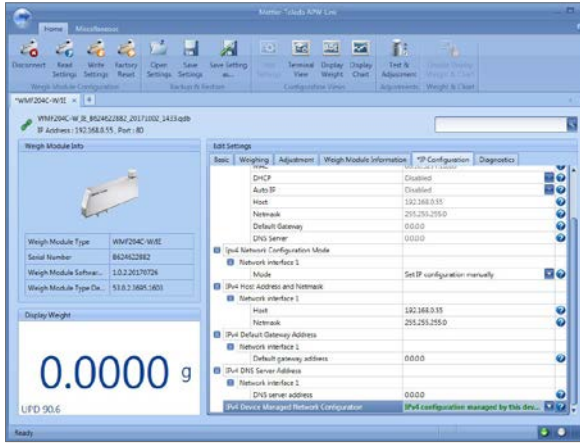 Mettler Toledo APW Link
Home Miscellaneous
Disconnect Read Settings Write Settings Factory Reset Open Settings Save Settings Save Setting as... Terminal View Display Weight Display Chart Test & Adjustment
Weigh Module Configuration Backup & Restore Configuration Views Adjustments Weight & Chart
*WMF204C-W/IE
WMF204C-W_IE_B624622882_20171002_1433.qdb
IP Address : 192.168.0.55, Port : 80
Weigh Module Info
Weigh Module Type WMF204C-W/IE
Serial Number B624622882
Weigh Module Softwar... 1.0.2.20170726
Weigh Module Type De... 53.0.2.3695.1601
Display Weight
0.0000 g
UPD 90.6
Edit Settings
Basic Weighing Adjustment Weigh Module Information *IP Configuration Diagnostics
MAC
DHCP Disabled
Auto IP Disabled
Host 192.168.0.55
Netmask 255.255.255.0
Default Gateway 0.0.0.0
DNS Server 0.0.0.0
Ipv4 Network Configuration Mode
Network interface 1
Mode Set IP configuration manually
IPv4 Host Address and Netmask
Network interface 1
Host 192.168.0.55
Netmask 255.255.255.0
IPv4 Default Gateway Address
Network interface 1
Default gateway address 0.0.0.0
IPv4 DNS Server Address
Network interface 1
DNS server address 0.0.0.0
IPv4 Device Managed Network Configuration IPv4 configuration managed by this dev...
Ready